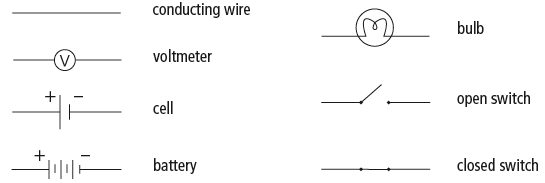 conducting wire
V
voltmeter
+ −
cell
+ −
battery
bulb
open switch
closed switch